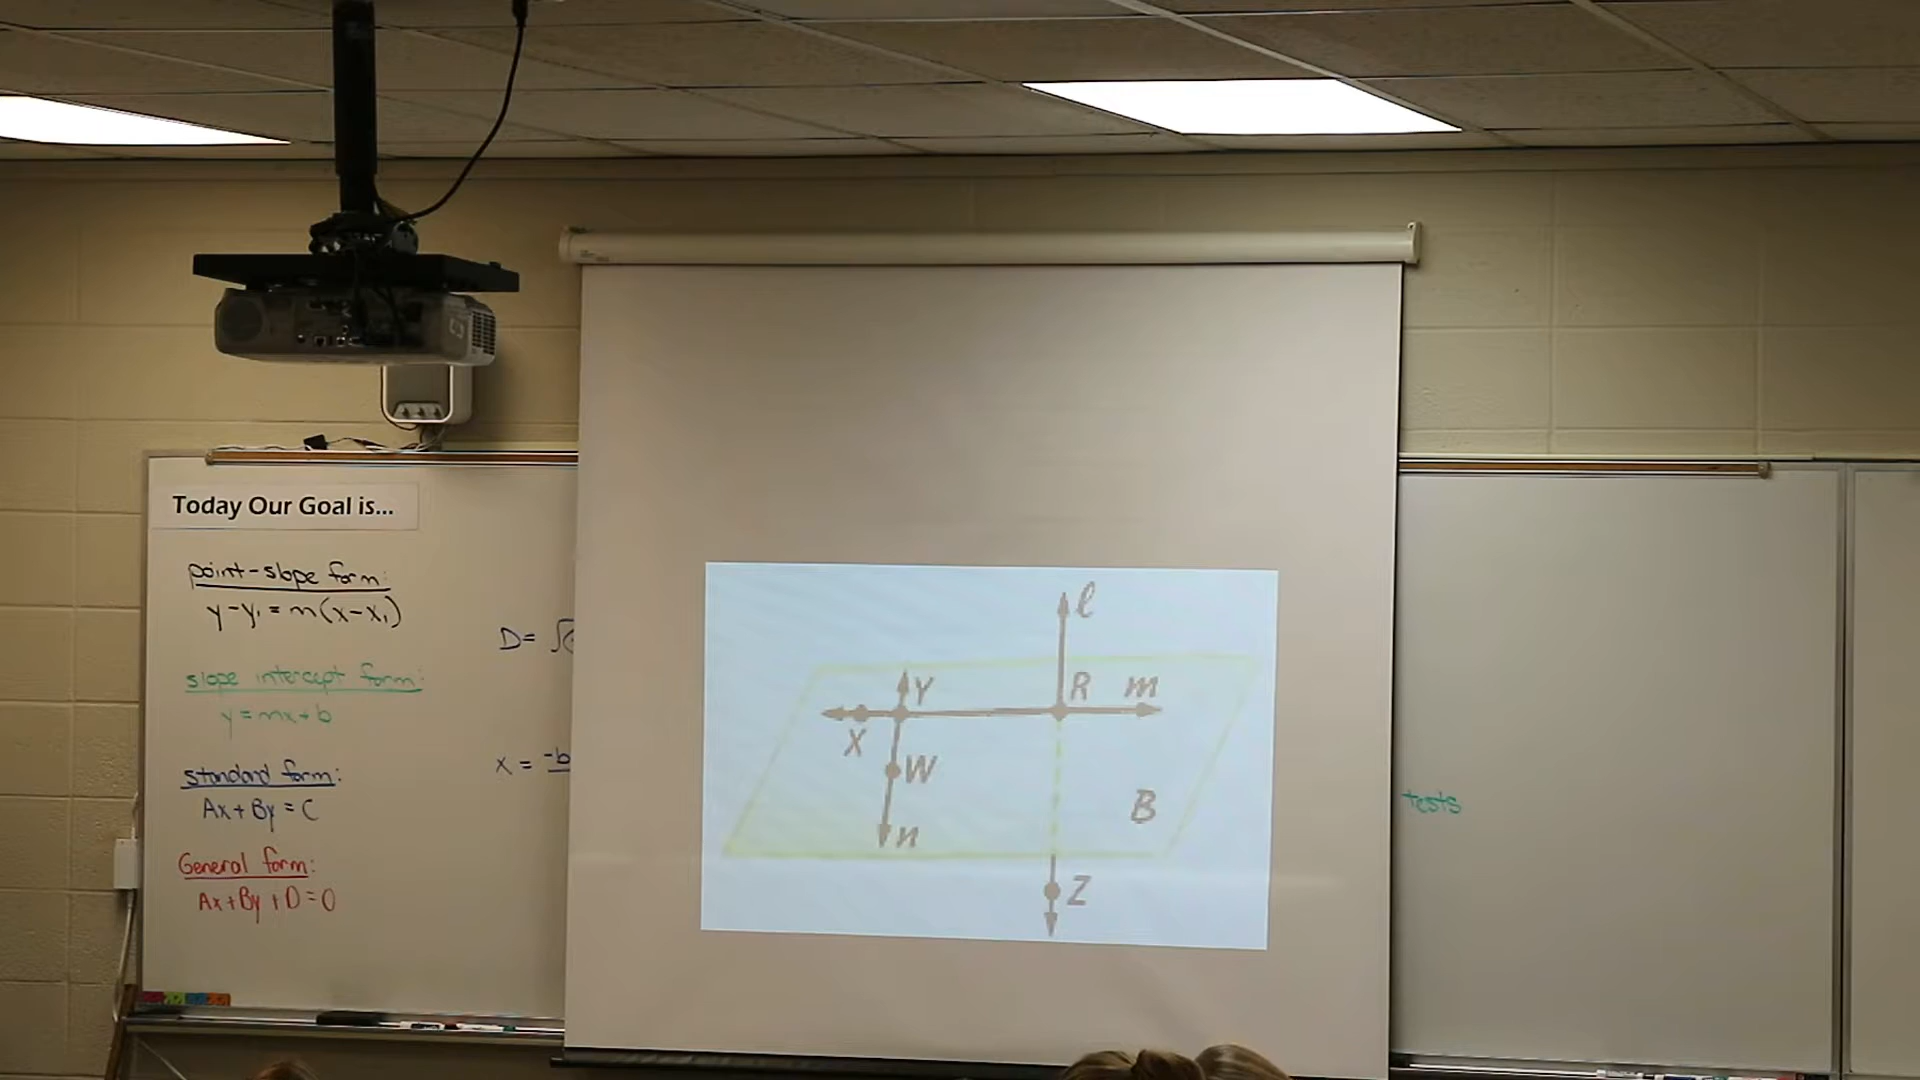 Today Our Goal is...
point-slope form:
y-y₁ = m(x-x₁)
slope intercept form:
y = mx+b
standard form:
Ax+By = C
General form:
Ax+By+D=0
D= √
x = -b
ℓ
Y
R
m
X
W
B
n
Z
tests